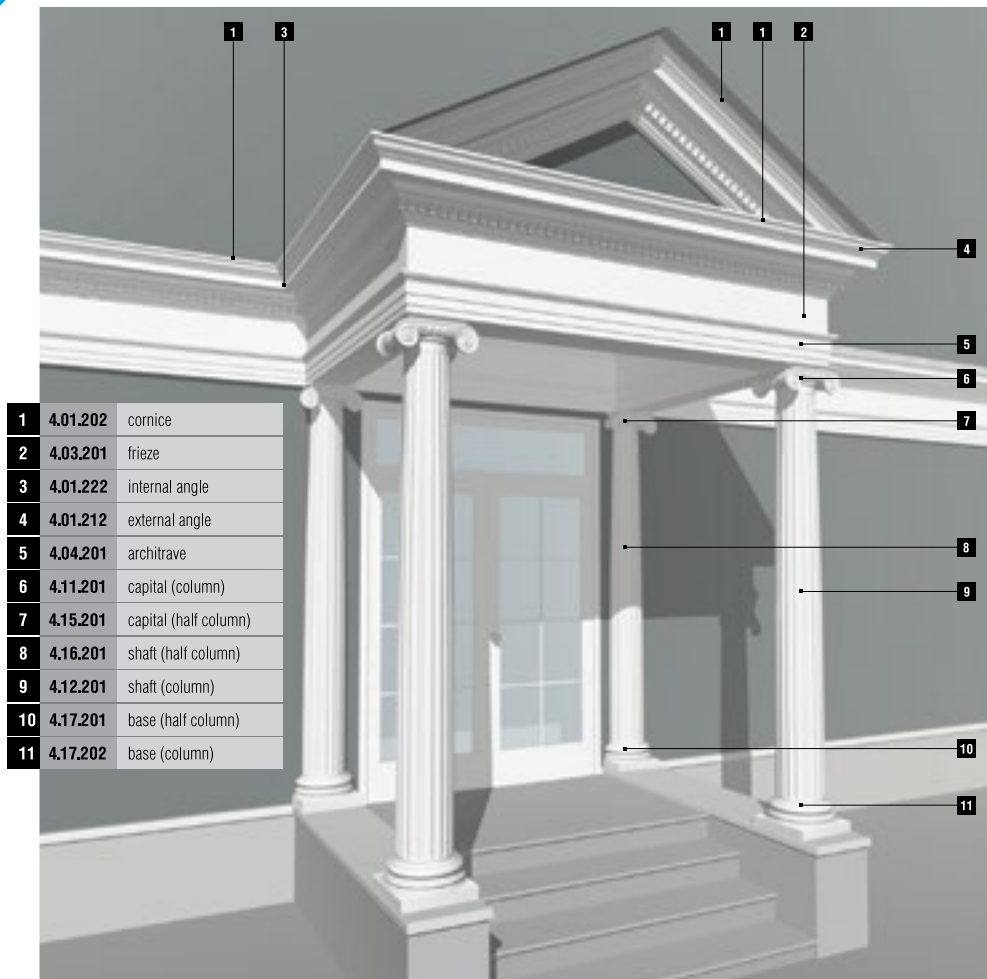 1 3 1 1 2
4
5
6
7
8
9
10
11
1 4.01.202 cornice
2 4.03.201 frieze
3 4.01.222 internal angle
4 4.01.212 external angle
5 4.04.201 architrave
6 4.11.201 capital (column)
7 4.15.201 capital (half column)
8 4.16.201 shaft (half column)
9 4.12.201 shaft (column)
10 4.17.201 base (half column)
11 4.17.202 base (column)